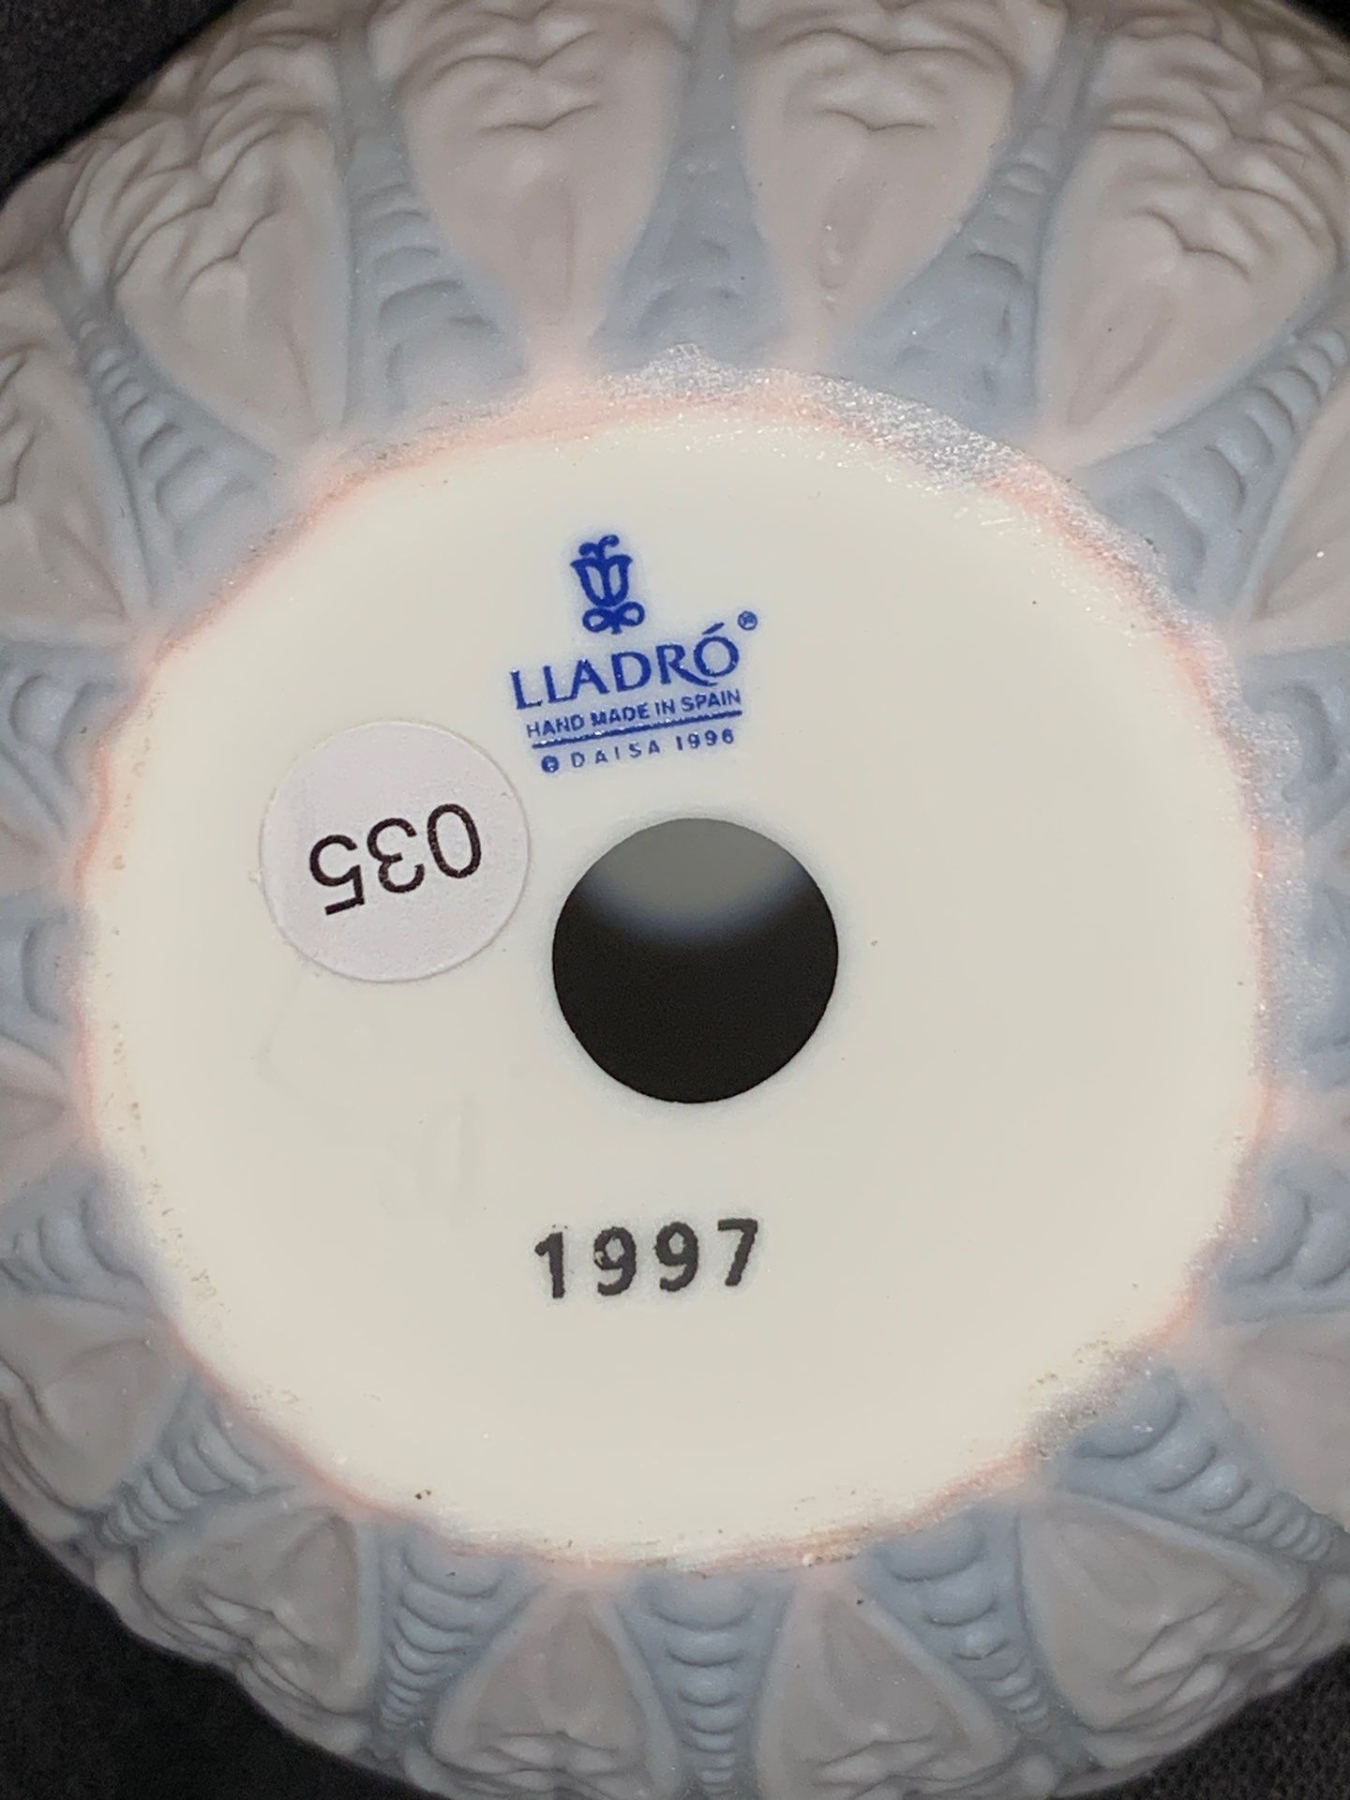 LLADRÓ®
HAND MADE IN SPAIN
© DAISA 1996
035
1997